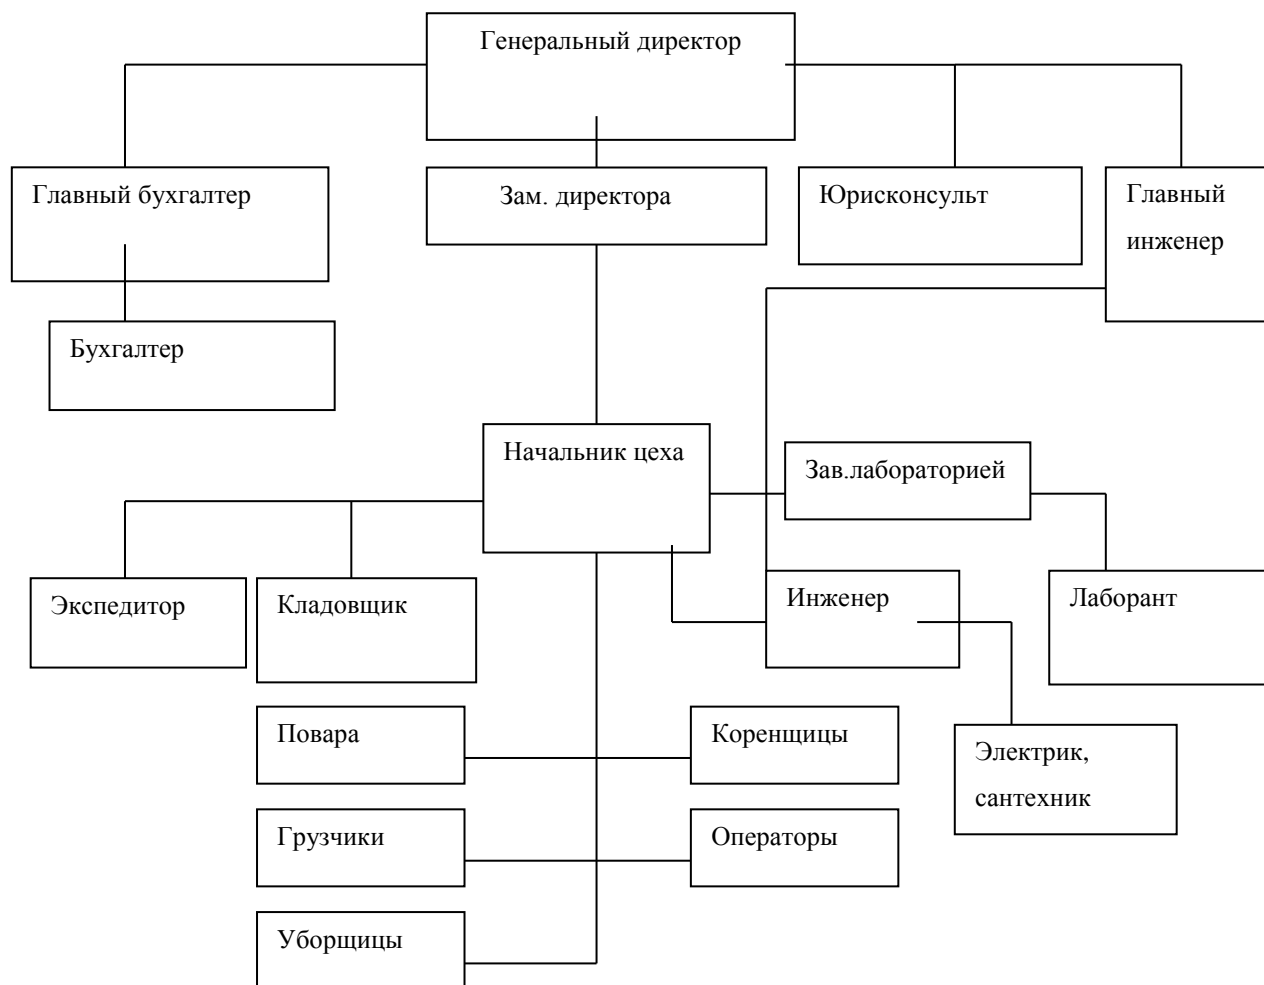 Генеральный директор
Главный бухгалтер
Зам. директора
Юрисконсульт
Главный
инженер
Бухгалтер
Начальник цеха
Зав.лабораторией
Экспедитор
Кладовщик
Инженер
Лаборант
Повара
Коренщицы
Электрик,
сантехник
Грузчики
Операторы
Уборщицы